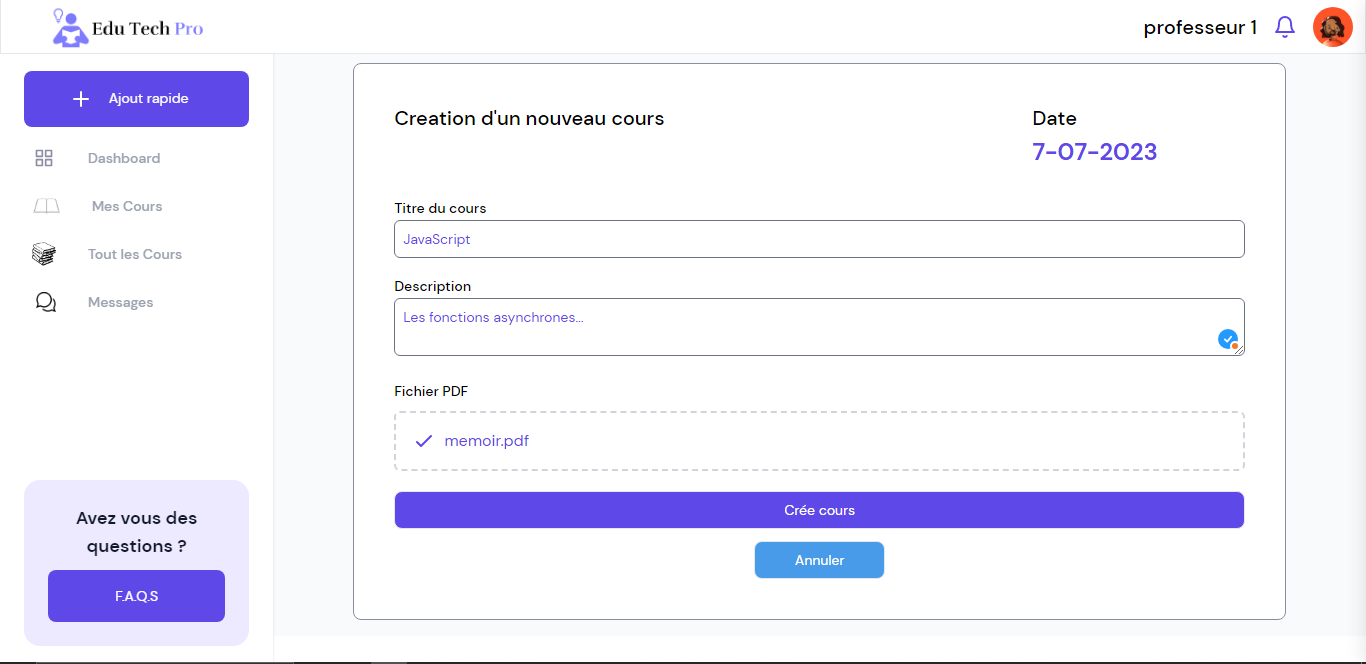 Edu Tech Pro
professeur 1
Ajout rapide
Dashboard
Mes Cours
Tout les Cours
Messages
Avez vous des
questions ?
F.A.Q.S
Creation d'un nouveau cours
Date
7-07-2023
Titre du cours
JavaScript
Description
Les fonctions asynchrones...
Fichier PDF
memoir.pdf
Crée cours
Annuler